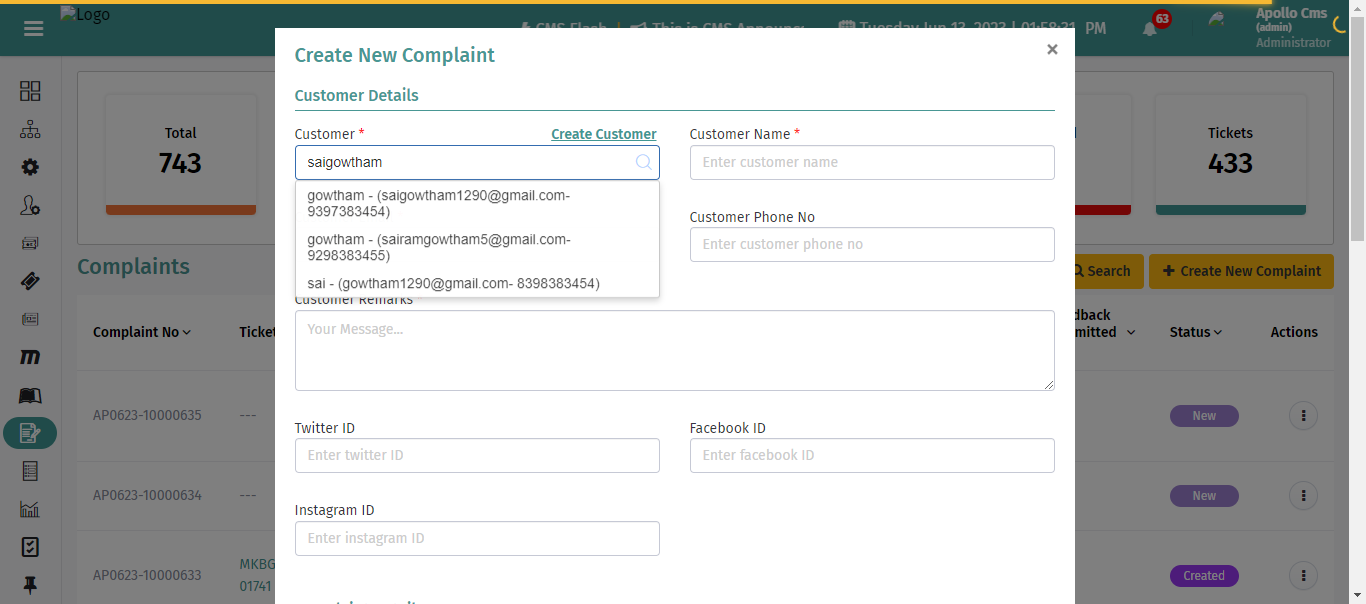 Logo
CMS Flash
This is CMS Announc
Tuesday Jun 13, 2023 | 01:58:31 PM
63
Apollo Cms
(admin)
Administrator
Create New Complaint
×
Customer Details
Customer *
Create Customer
Customer Name *
saigowtham
Enter customer name
gowtham - (saigowtham1290@gmail.com-
9397383454)
gowtham - (sairamgowtham5@gmail.com-
9298383455)
sai - (gowtham1290@gmail.com- 8398383454)
Customer Phone No
Enter customer phone no
Customer Remarks
Your Message...
Twitter ID
Enter twitter ID
Facebook ID
Enter facebook ID
Instagram ID
Enter instagram ID
Total
743
Tickets
433
Complaints
Search
Create New Complaint
Complaint No
Ticket
dback
mitted
Status
Actions
AP0623-10000635
---
New
AP0623-10000634
---
New
AP0623-10000633
MKBG
01741
Created